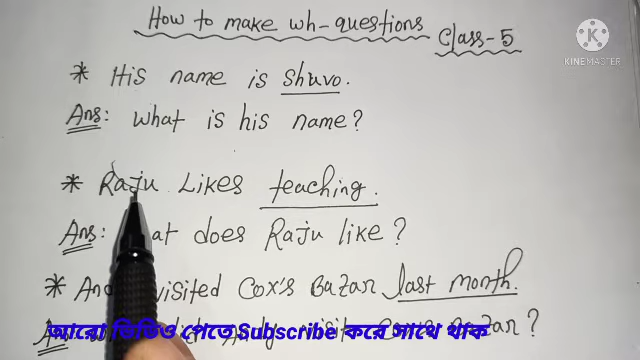 How to make wh-questions
Class-5
KINEMASTER
* His name is Shuvo.
Ans: What is his name?
* Raju Likes teaching.
Ans: does Raju like?
* visited Cox's Bazar last month.
আরো ভিডিও পেতে Subscribe করে সাথে থাক